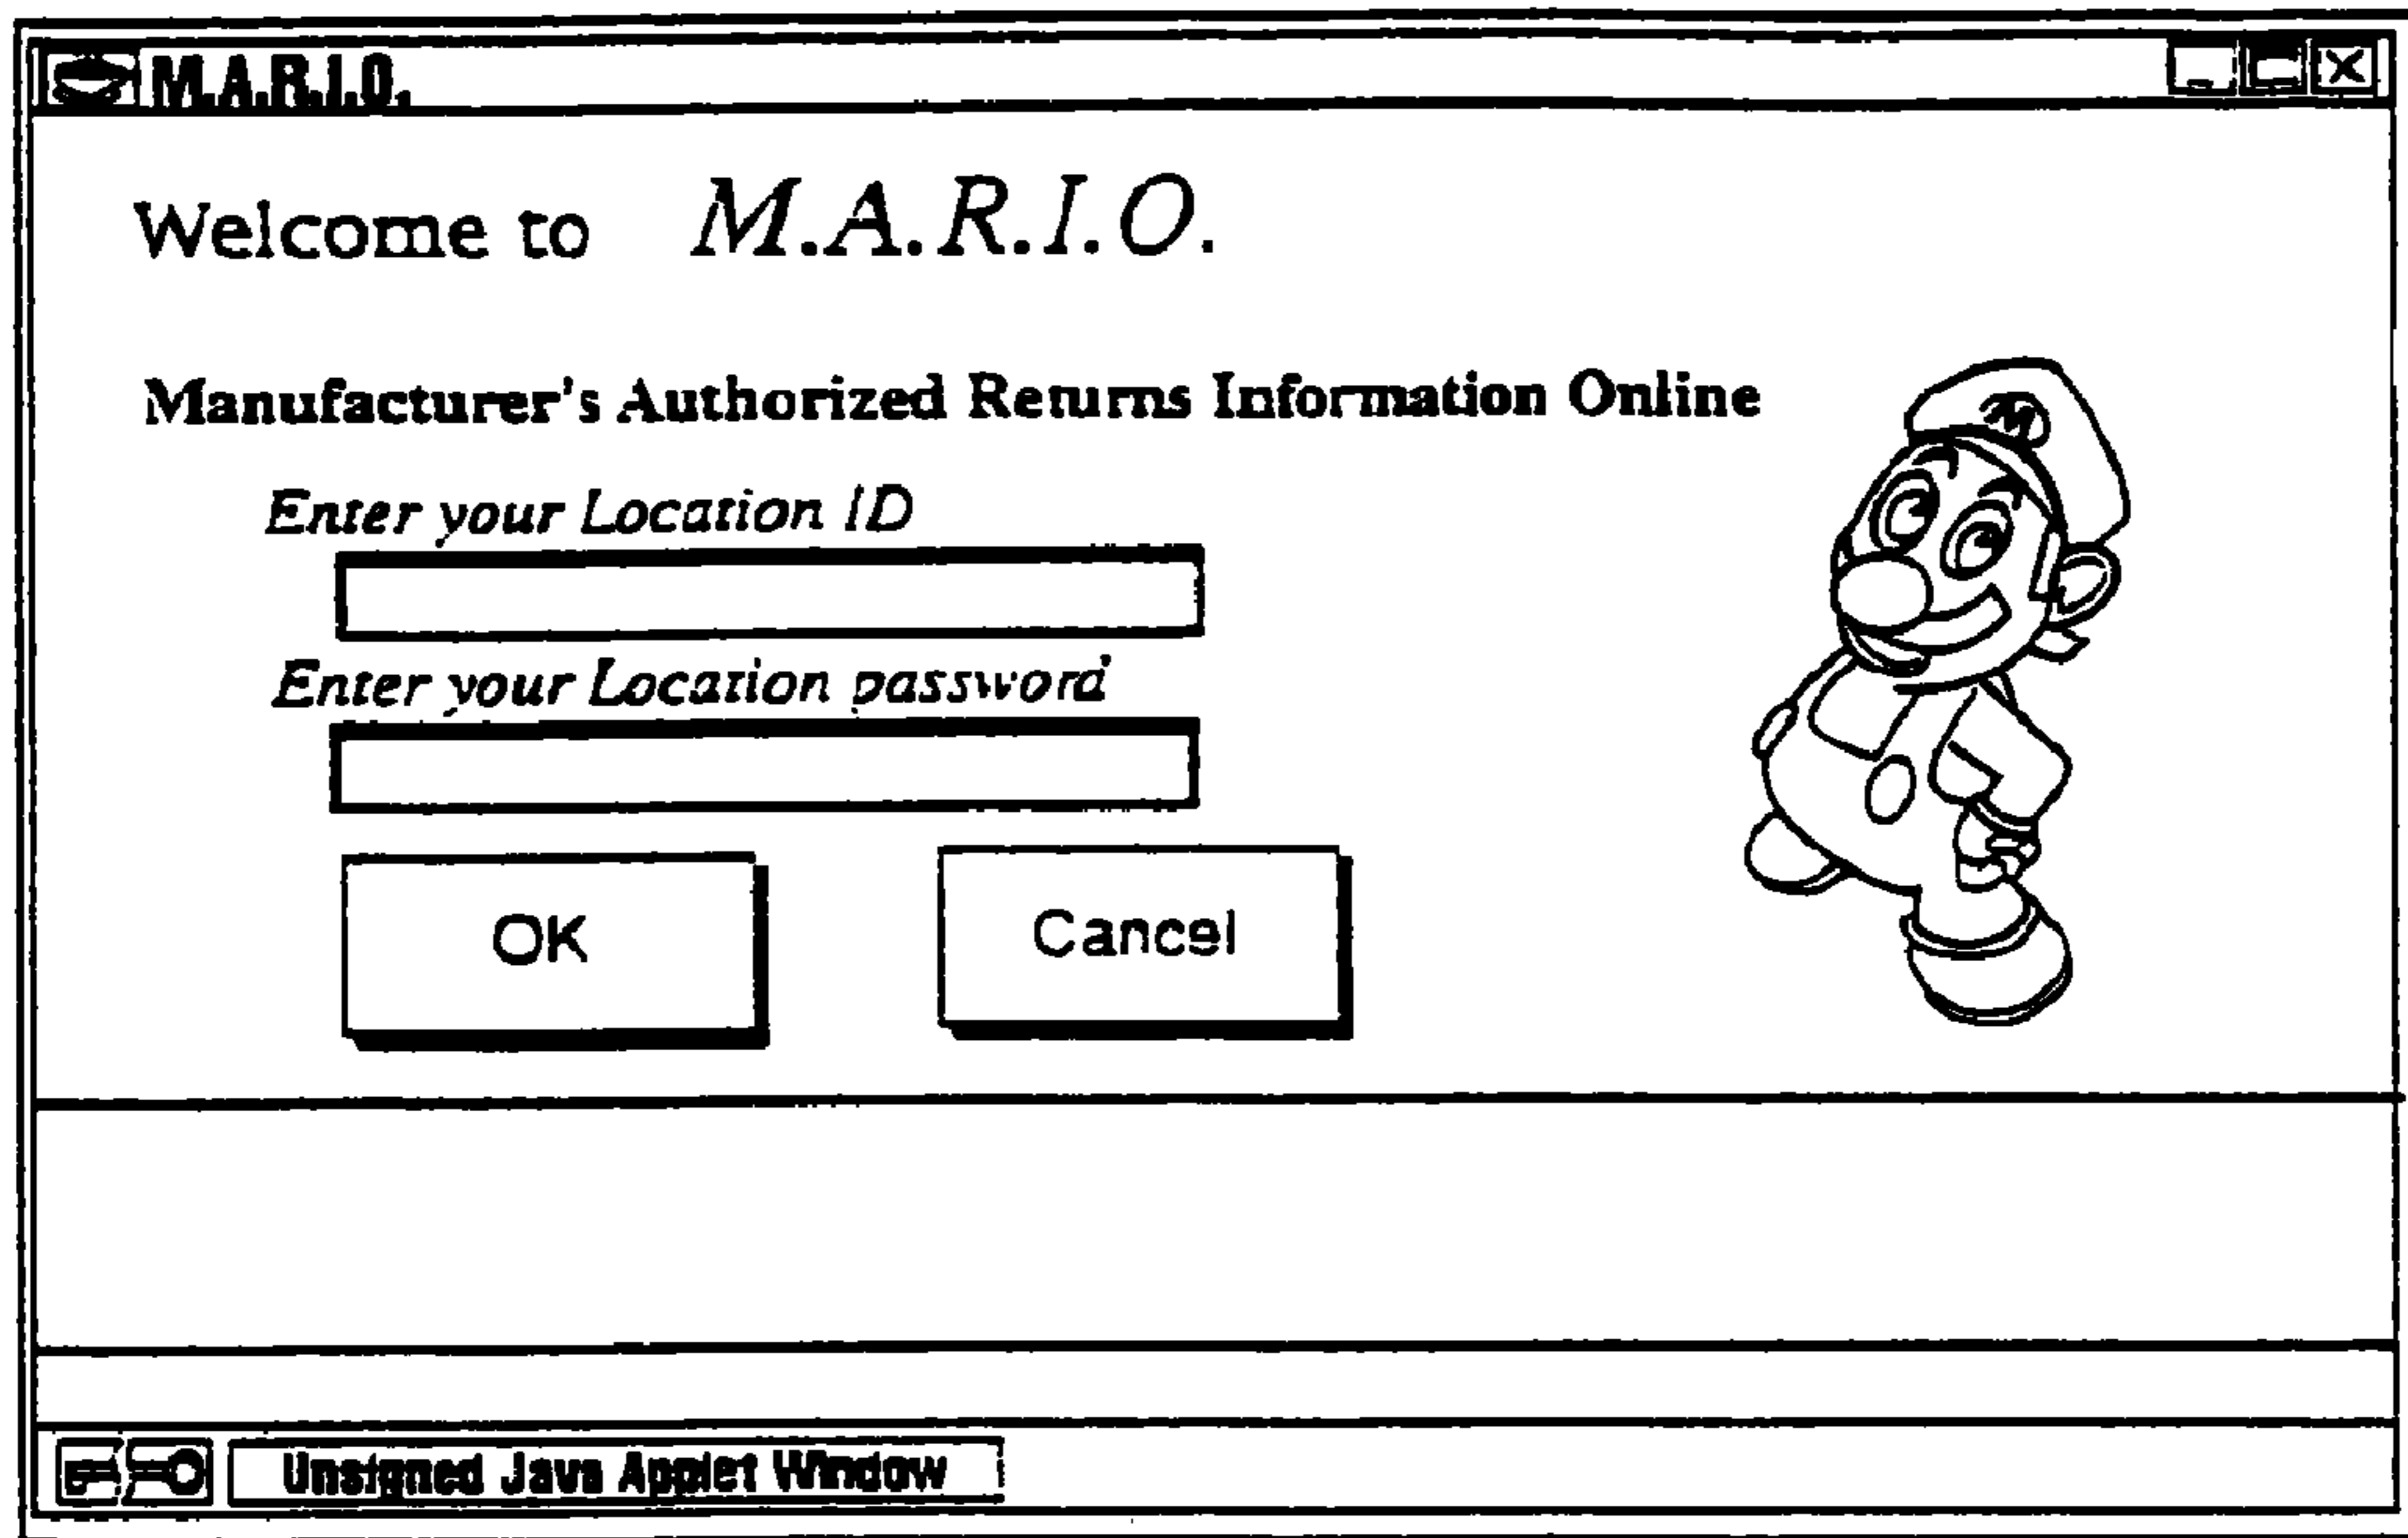 M.A.R.I.O.
Welcome to M.A.R.I.O.
Manufacturer's Authorized Returns Information Online
M
Enter your Location ID
Enter your Location password
OK Cancel
Unsigned Java Applet Window